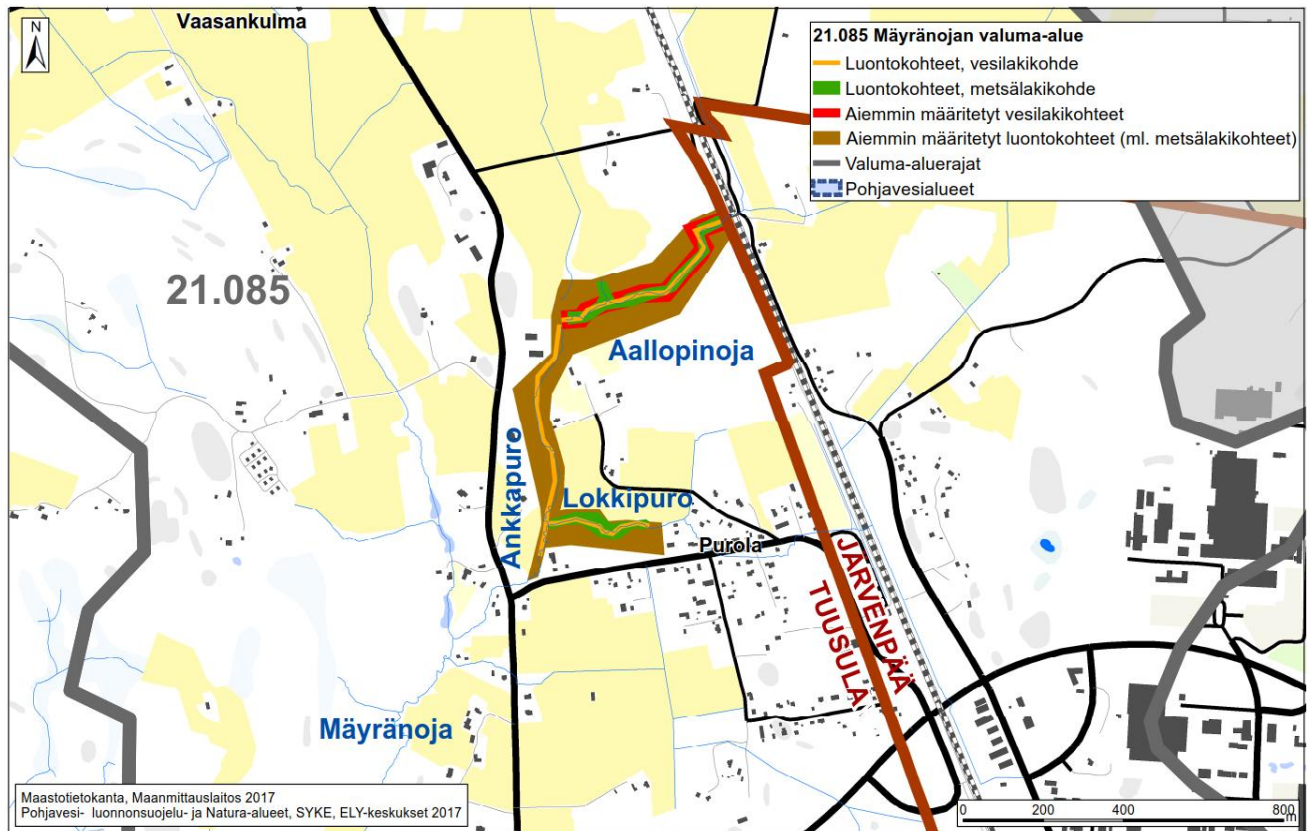 Vaasankulma
N
21.085 Mäyränojan valuma-alue
Luontokohteet, vesilakikohde
Luontokohteet, metsälakikohde
Aiemmin määritetyt vesilakikohteet
Aiemmin määritetyt luontokohteet (ml. metsälakikohteet)
Valuma-aluerajat
Pohjavesialueet
21.085
Aallopinoja
Ankkapuro
Lokkipuro
Purola
JÄRVENPÄÄ
TUUSULA
Mäyränoja
Maastotietokanta, Maanmittauslaitos 2017
Pohjavesi- luonnonsuojelu- ja Natura-alueet, SYKE, ELY-keskukset 2017
0 200 400 800
m